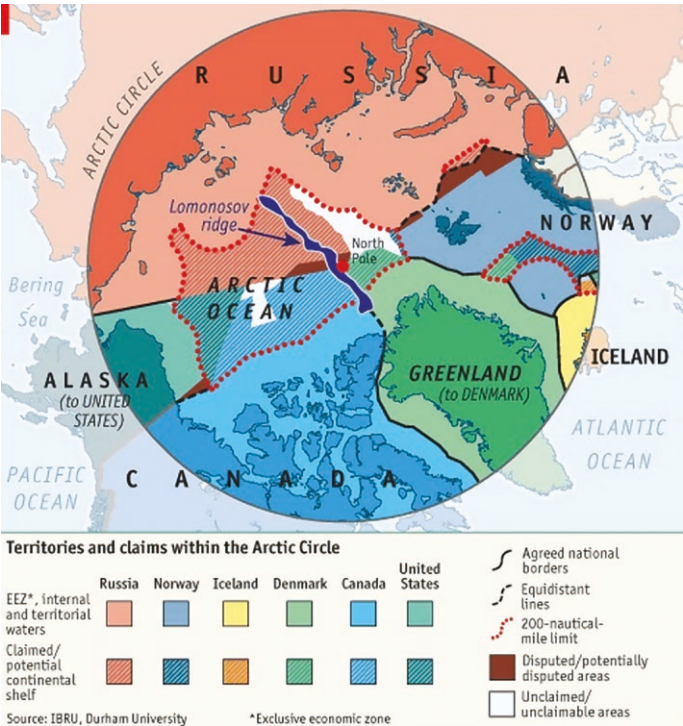 R U S S I A
ARCTIC CIRCLE
Lomonosov
ridge
North
Pole
NORWAY
ARCTIC
OCEAN
Bering
Sea
ICELAND
ALASKA
(to UNITED
STATES)
GREENLAND
(to DENMARK)
ATLANTIC
OCEAN
PACIFIC
OCEAN
C A N A D A
Territories and claims within the Arctic Circle
Russia Norway Iceland Denmark Canada United States
EEZ*, internal
and territorial
waters
Claimed/
potential
continental
shelf
Agreed national
borders
Equidistant
lines
200-nautical-
mile limit
Disputed/potentially
disputed areas
Unclaimed/
unclaimable areas
Source: IBRU, Durham University *Exclusive economic zone